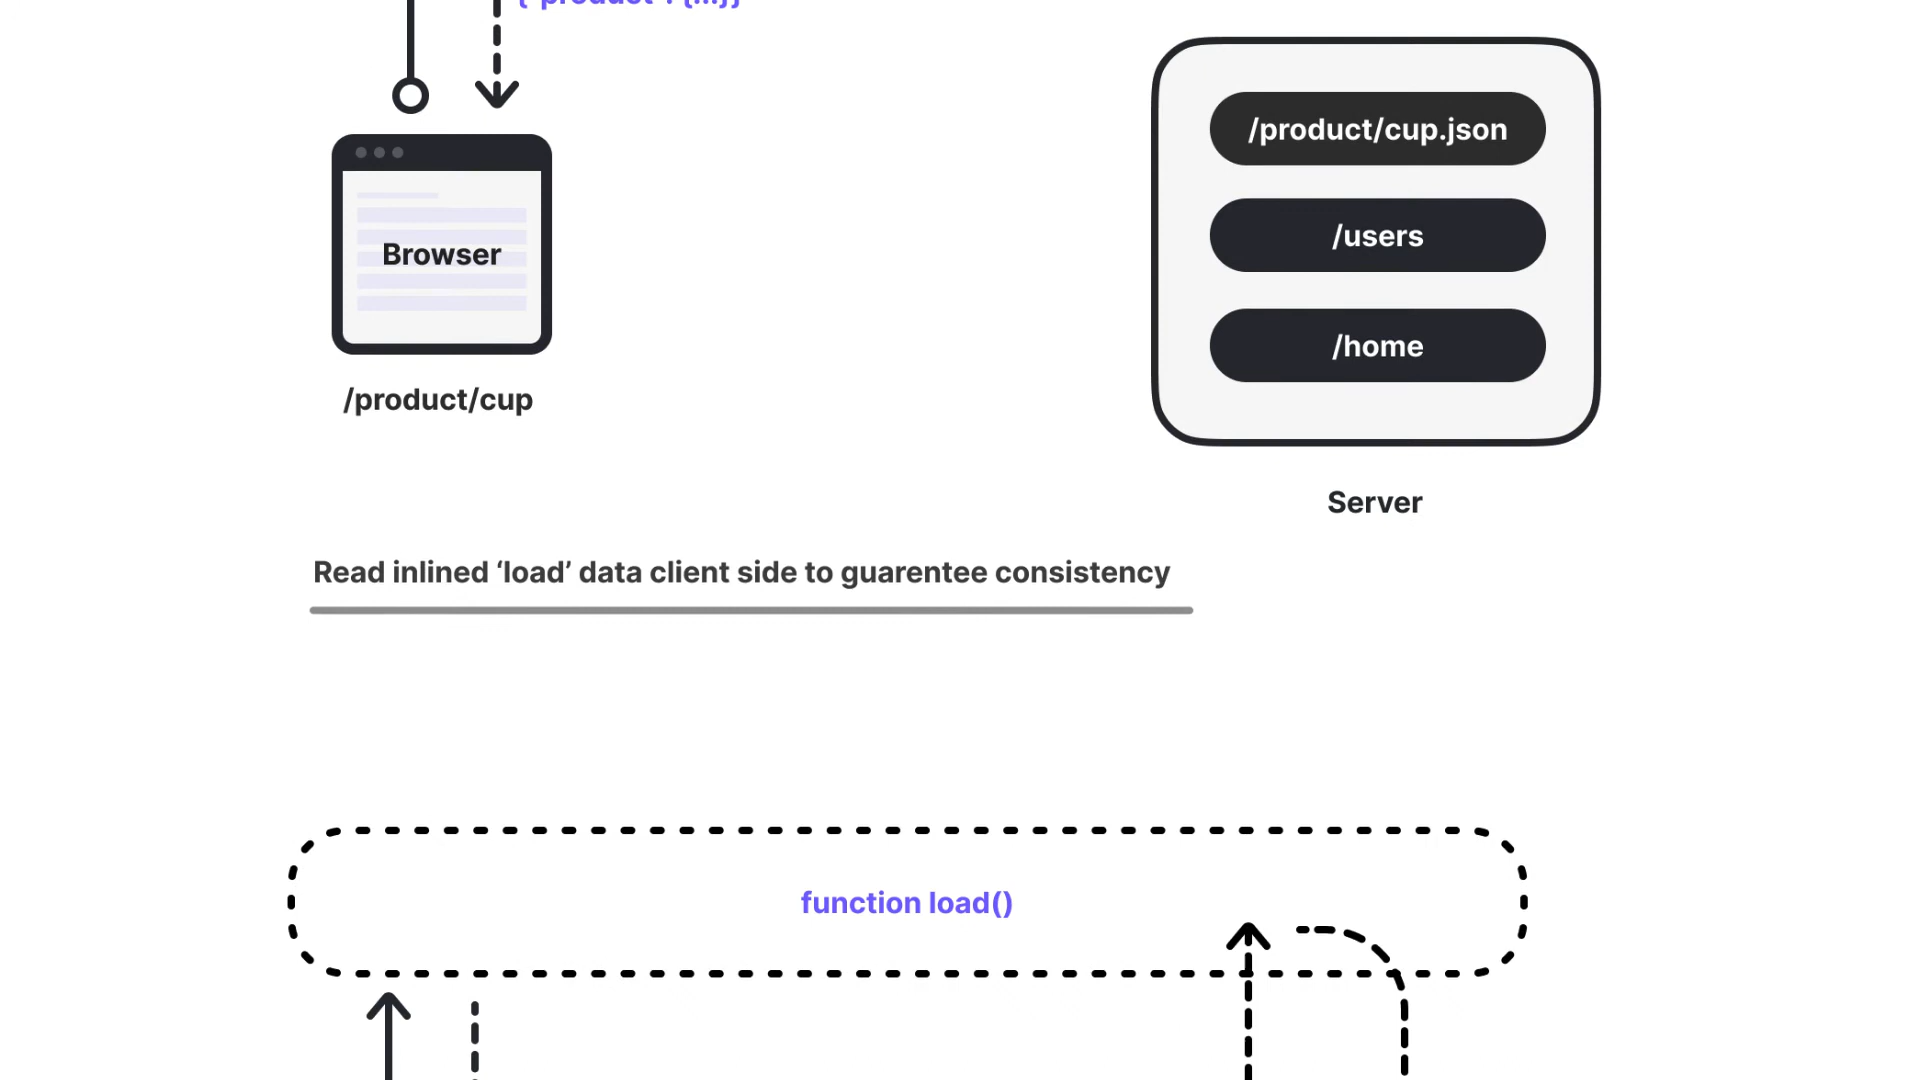 {"product":{...}}
/product/cup.json
/users
Browser
/home
/product/cup
Server
Read inlined ‘load’ data client side to guarentee consistency
function load()